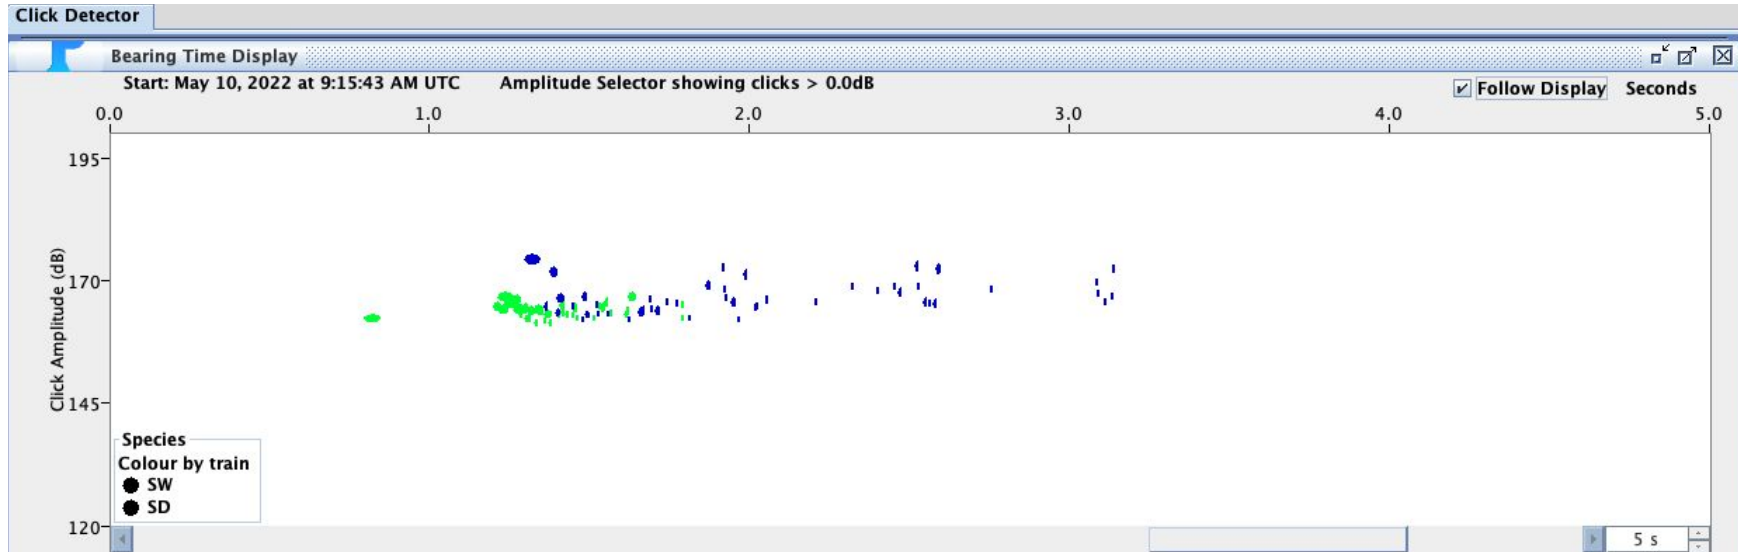 Click Detector
Bearing Time Display
Start: May 10, 2022 at 9:15:43 AM UTC Amplitude Selector showing clicks > 0.0dB Follow Display Seconds
0.0 1.0 2.0 3.0 4.0 5.0
195
170
145
120
Click Amplitude (dB)
Species
Colour by train
SW
SD
5 s